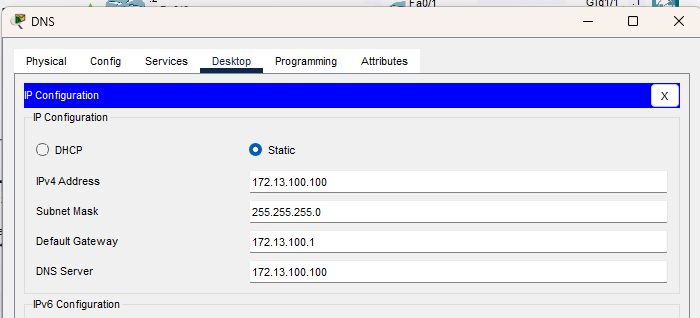 Fa0/1
DNS
Physical Config Services Desktop Programming Attributes
IP Configuration X
IP Configuration
DHCP Static
IPv4 Address 172.13.100.100
Subnet Mask 255.255.255.0
Default Gateway 172.13.100.1
DNS Server 172.13.100.100
IPv6 Configuration